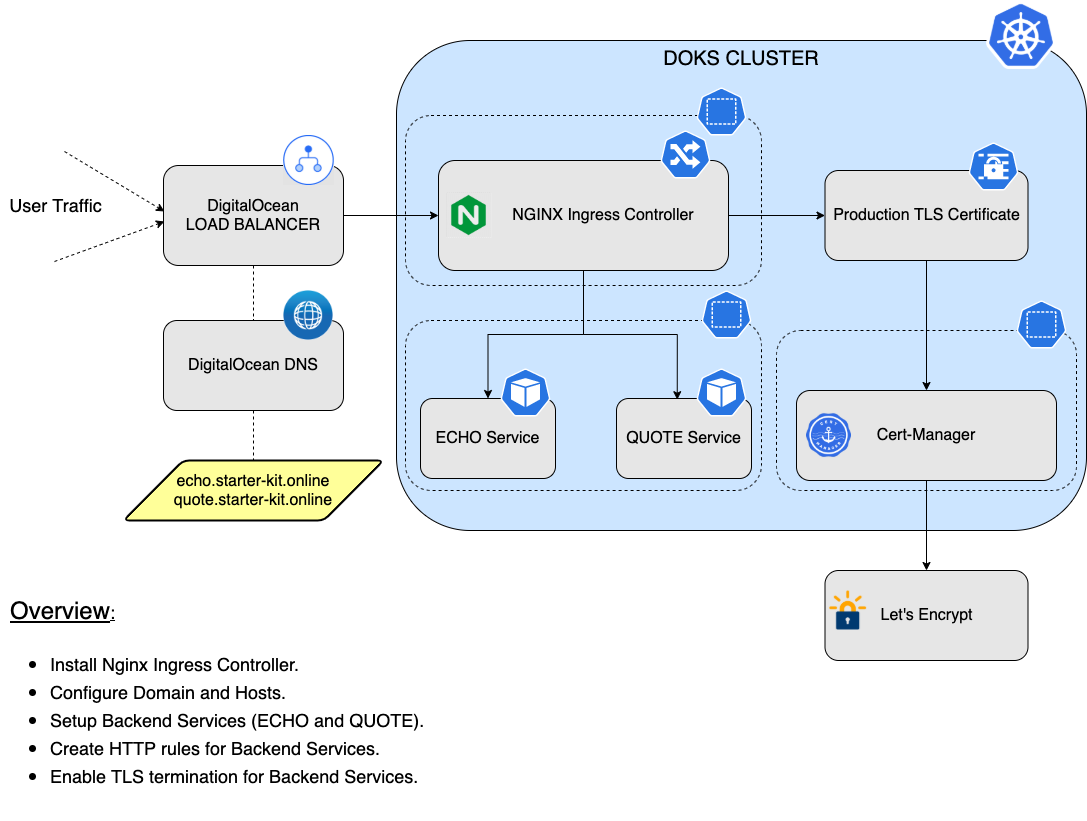 DOKS CLUSTER
User Traffic
DigitalOcean
LOAD BALANCER
NGINX Ingress Controller
Production TLS Certificate
DigitalOcean DNS
ECHO Service
QUOTE Service
Cert-Manager
echo.starter-kit.online
quote.starter-kit.online
Let's Encrypt
Overview:
• Install Nginx Ingress Controller.
• Configure Domain and Hosts.
• Setup Backend Services (ECHO and QUOTE).
• Create HTTP rules for Backend Services.
• Enable TLS termination for Backend Services.